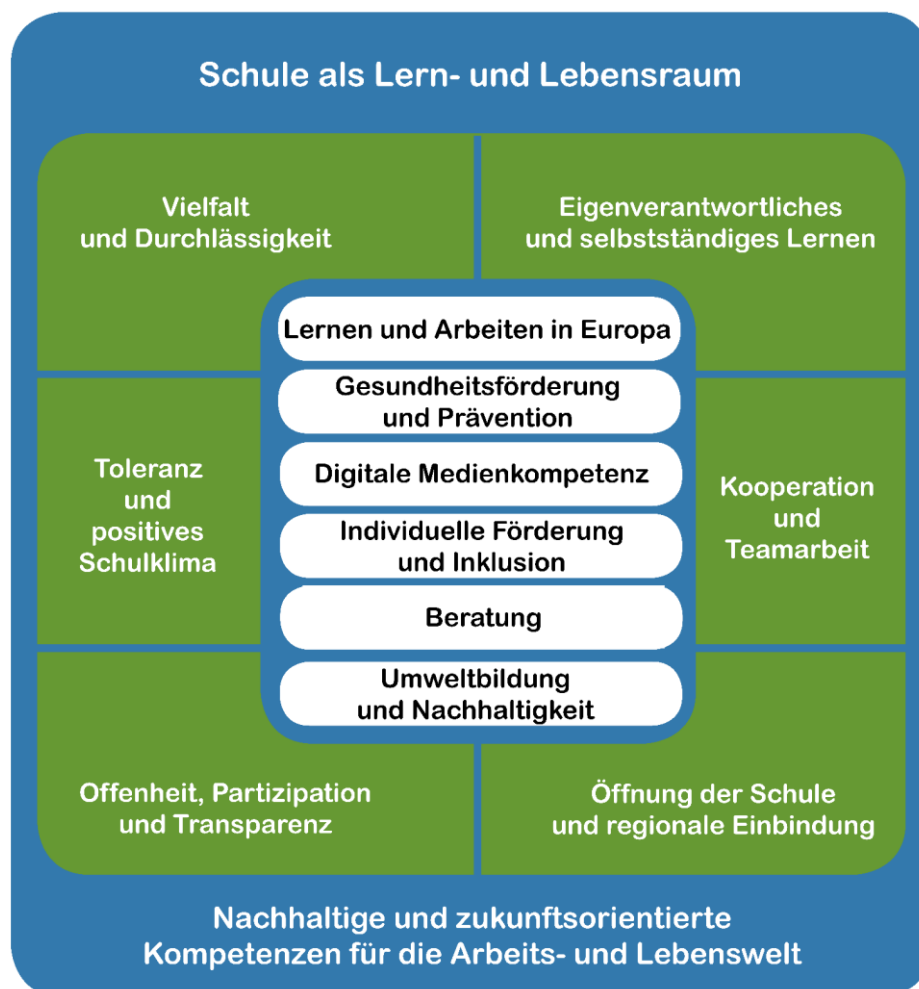 Schule als Lern- und Lebensraum
Vielfalt
und Durchlässigkeit
Eigenverantwortliches
und selbstständiges Lernen
Lernen und Arbeiten in Europa
Gesundheitsförderung
und Prävention
Digitale Medienkompetenz
Individuelle Förderung
und Inklusion
Beratung
Umweltbildung
und Nachhaltigkeit
Toleranz
und
positives
Schulklima
Kooperation
und
Teamarbeit
Offenheit, Partizipation
und Transparenz
Öffnung der Schule
und regionale Einbindung
Nachhaltige und zukunftsorientierte
Kompetenzen für die Arbeits- und Lebenswelt